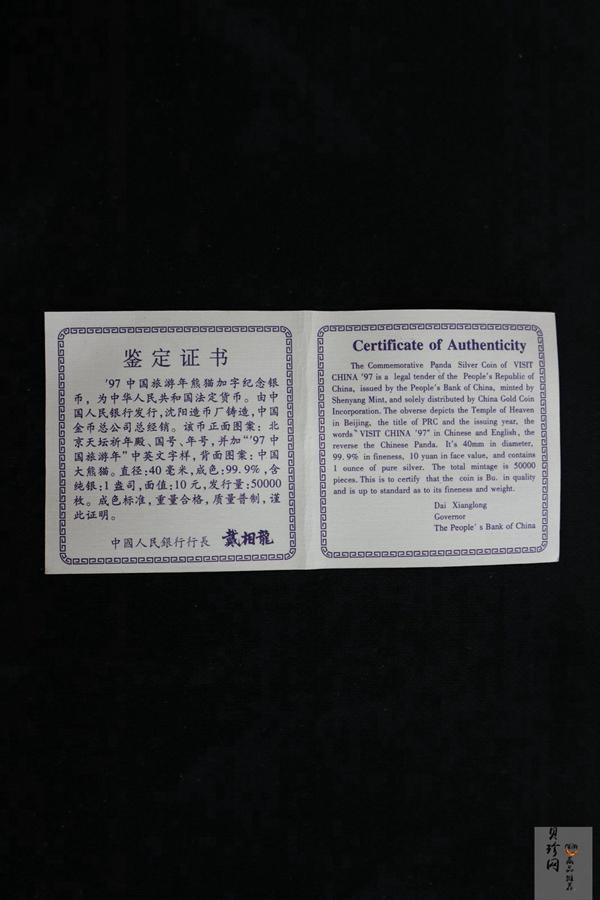 鉴定证书
'97中国旅游年熊猫加字纪念银
币，为中华人民共和国法定货币。由中
国人民银行发行，沈阳造币厂铸造，中国
金币总公司总经销。该币正面图案：北
京天坛祈年殿、国号、年号，并加“'97中
国旅游年”中英文字样，背面图案：中国
大熊猫。直径：40毫米，成色：99.9%，含
纯银：1盎司，面值：10元，发行量：50000
枚。成色标准，重量合格，质量普制，谨
此证明。
中國人民銀行行長 戴相龍
Certificate of Authenticity
The Commemorative Panda Silver Coin of VISIT
CHINA '97 is a legal tender of the People's Republic of
China, issued by the People's Bank of China, minted by
Shenyang Mint, and solely distributed by China Gold Coin
Incorporation. The obverse depicts the Temple of Heaven
in Beijing, the title of PRC and the issuing year, the
words "VISIT CHINA '97" in Chinese and English, the
reverse the Chinese Panda. It's 40mm in diameter,
99.9% in fineness, 10 yuan in face value, and contains
1 ounce of pure silver. The total mintage is 50000
pieces. This is to certify that the coin is Bu. in quality
and is up to standard as to its fineness and weight.
Dai Xianglong
Governor
The People's Bank of China
贝珍网